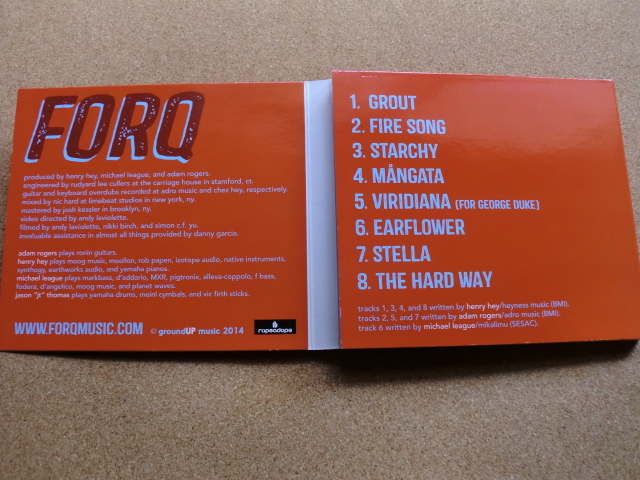 FORQ
produced by henry hey, michael league, and adam rogers.
engineered by rudyard lee cullers at the carriage house in stamford, ct.
guitar and keyboard overdubs recorded at adro music and chez hey, respectively.
mixed by nic hard at limebeat studios in new york, ny.
mastered by josh kessler in brooklyn, ny.
video directed by andy laviolette.
filmed by andy laviolette, nikki birch, and simon c.f. yu.
invaluable assistance in almost all things provided by danny garcia.
adam rogers plays ronin guitars.
henry hey plays moog music, moollon, rob papen, izotope audio, native instruments,
synthogy, earthworks audio, and yamaha pianos.
michael league plays markbass, d'addario, MXR, pigtronix, alleva-coppolo, f bass,
fodera, d'angelico, moog music, and planet waves.
jason "jt" thomas plays yamaha drums, meinl cymbals, and vic firth sticks.
WWW.FORQMUSIC.COM © groundUP music 2014 ropeadope
1. GROUT
2. FIRE SONG
3. STARCHY
4. MÅNGATA
5. VIRIDIANA (FOR GEORGE DUKE)
6. EARFLOWER
7. STELLA
8. THE HARD WAY
tracks 1, 3, 4, and 8 written by henry hey/heyness music (BMI).
tracks 2, 5, and 7 written by adam rogers/adro music (BMI).
track 6 written by michael league/mikalimu (SESAC).